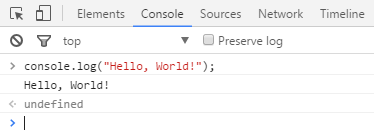 Elements Console Sources Network Timeline
top Preserve log
> console.log("Hello, World!");
Hello, World!
undefined
>